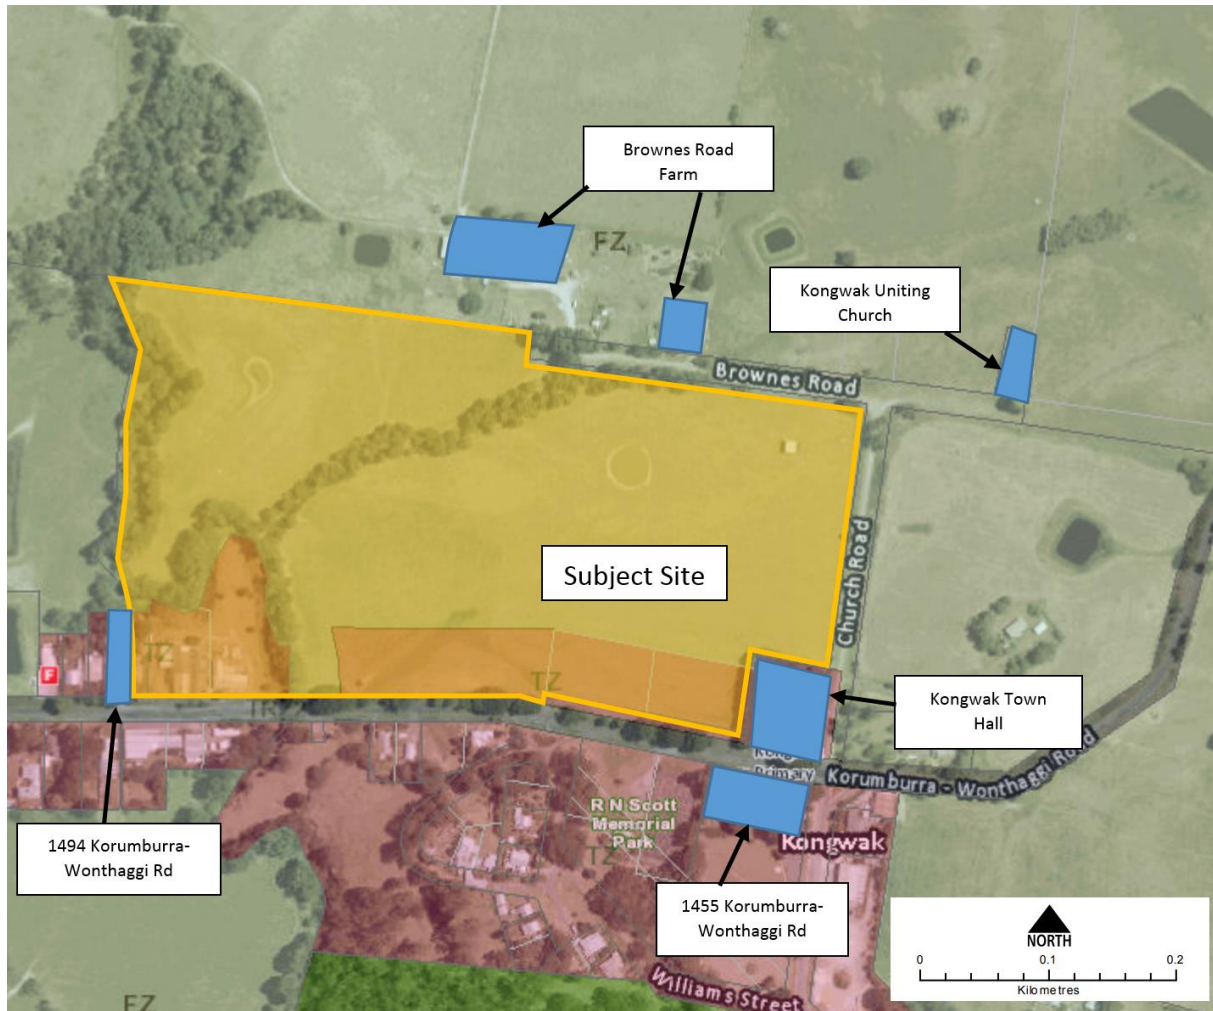 Brownes Road
Farm
FZ
Kongwak Uniting
Church
Brownes Road
Subject Site
Church Road
TZ
F
TZ
Kongwak Town
Hall
Primary
Korumburra - Wonthaggi Road
R N Scott
Memorial
Park
TZ
Kongwak
1494 Korumburra-
Wonthaggi Rd
1455 Korumburra-
Wonthaggi Rd
NORTH
0 0.1 0.2
Kilometres
Williams Street
FZ